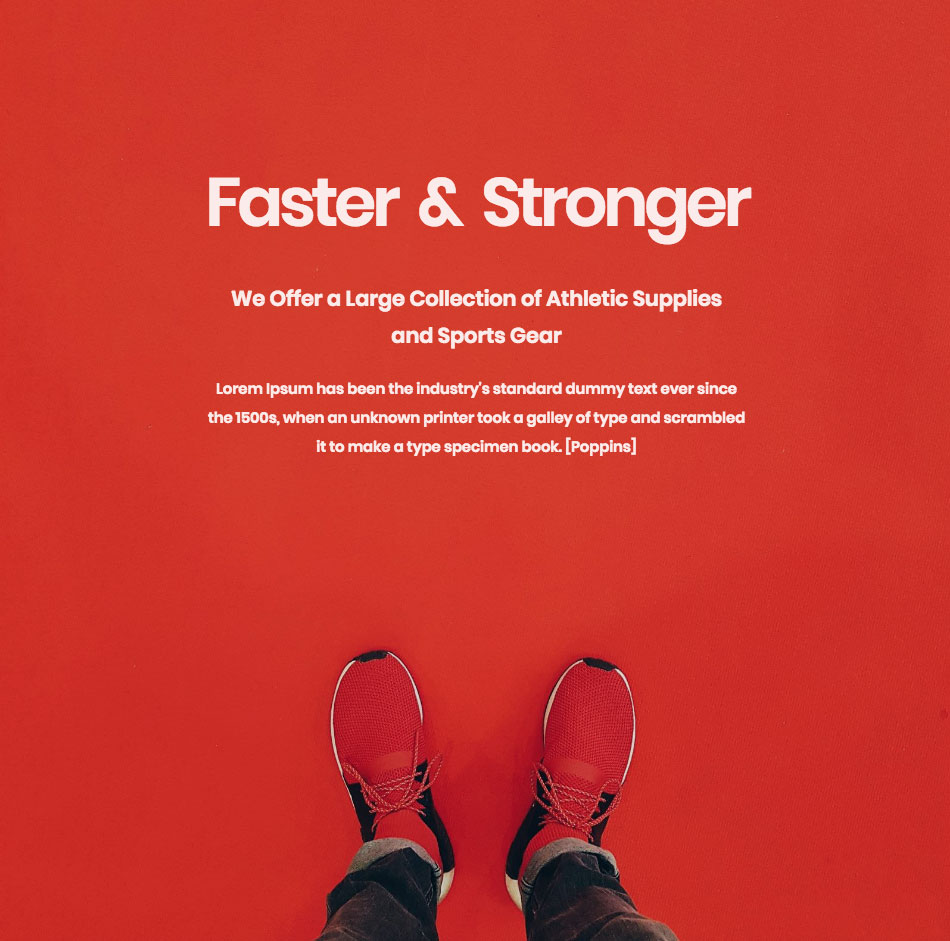 Faster & Stronger
We Offer a Large Collection of Athletic Supplies
and Sports Gear
Lorem Ipsum has been the industry's standard dummy text ever since
the 1500s, when an unknown printer took a galley of type and scrambled
it to make a type specimen book. [Poppins]